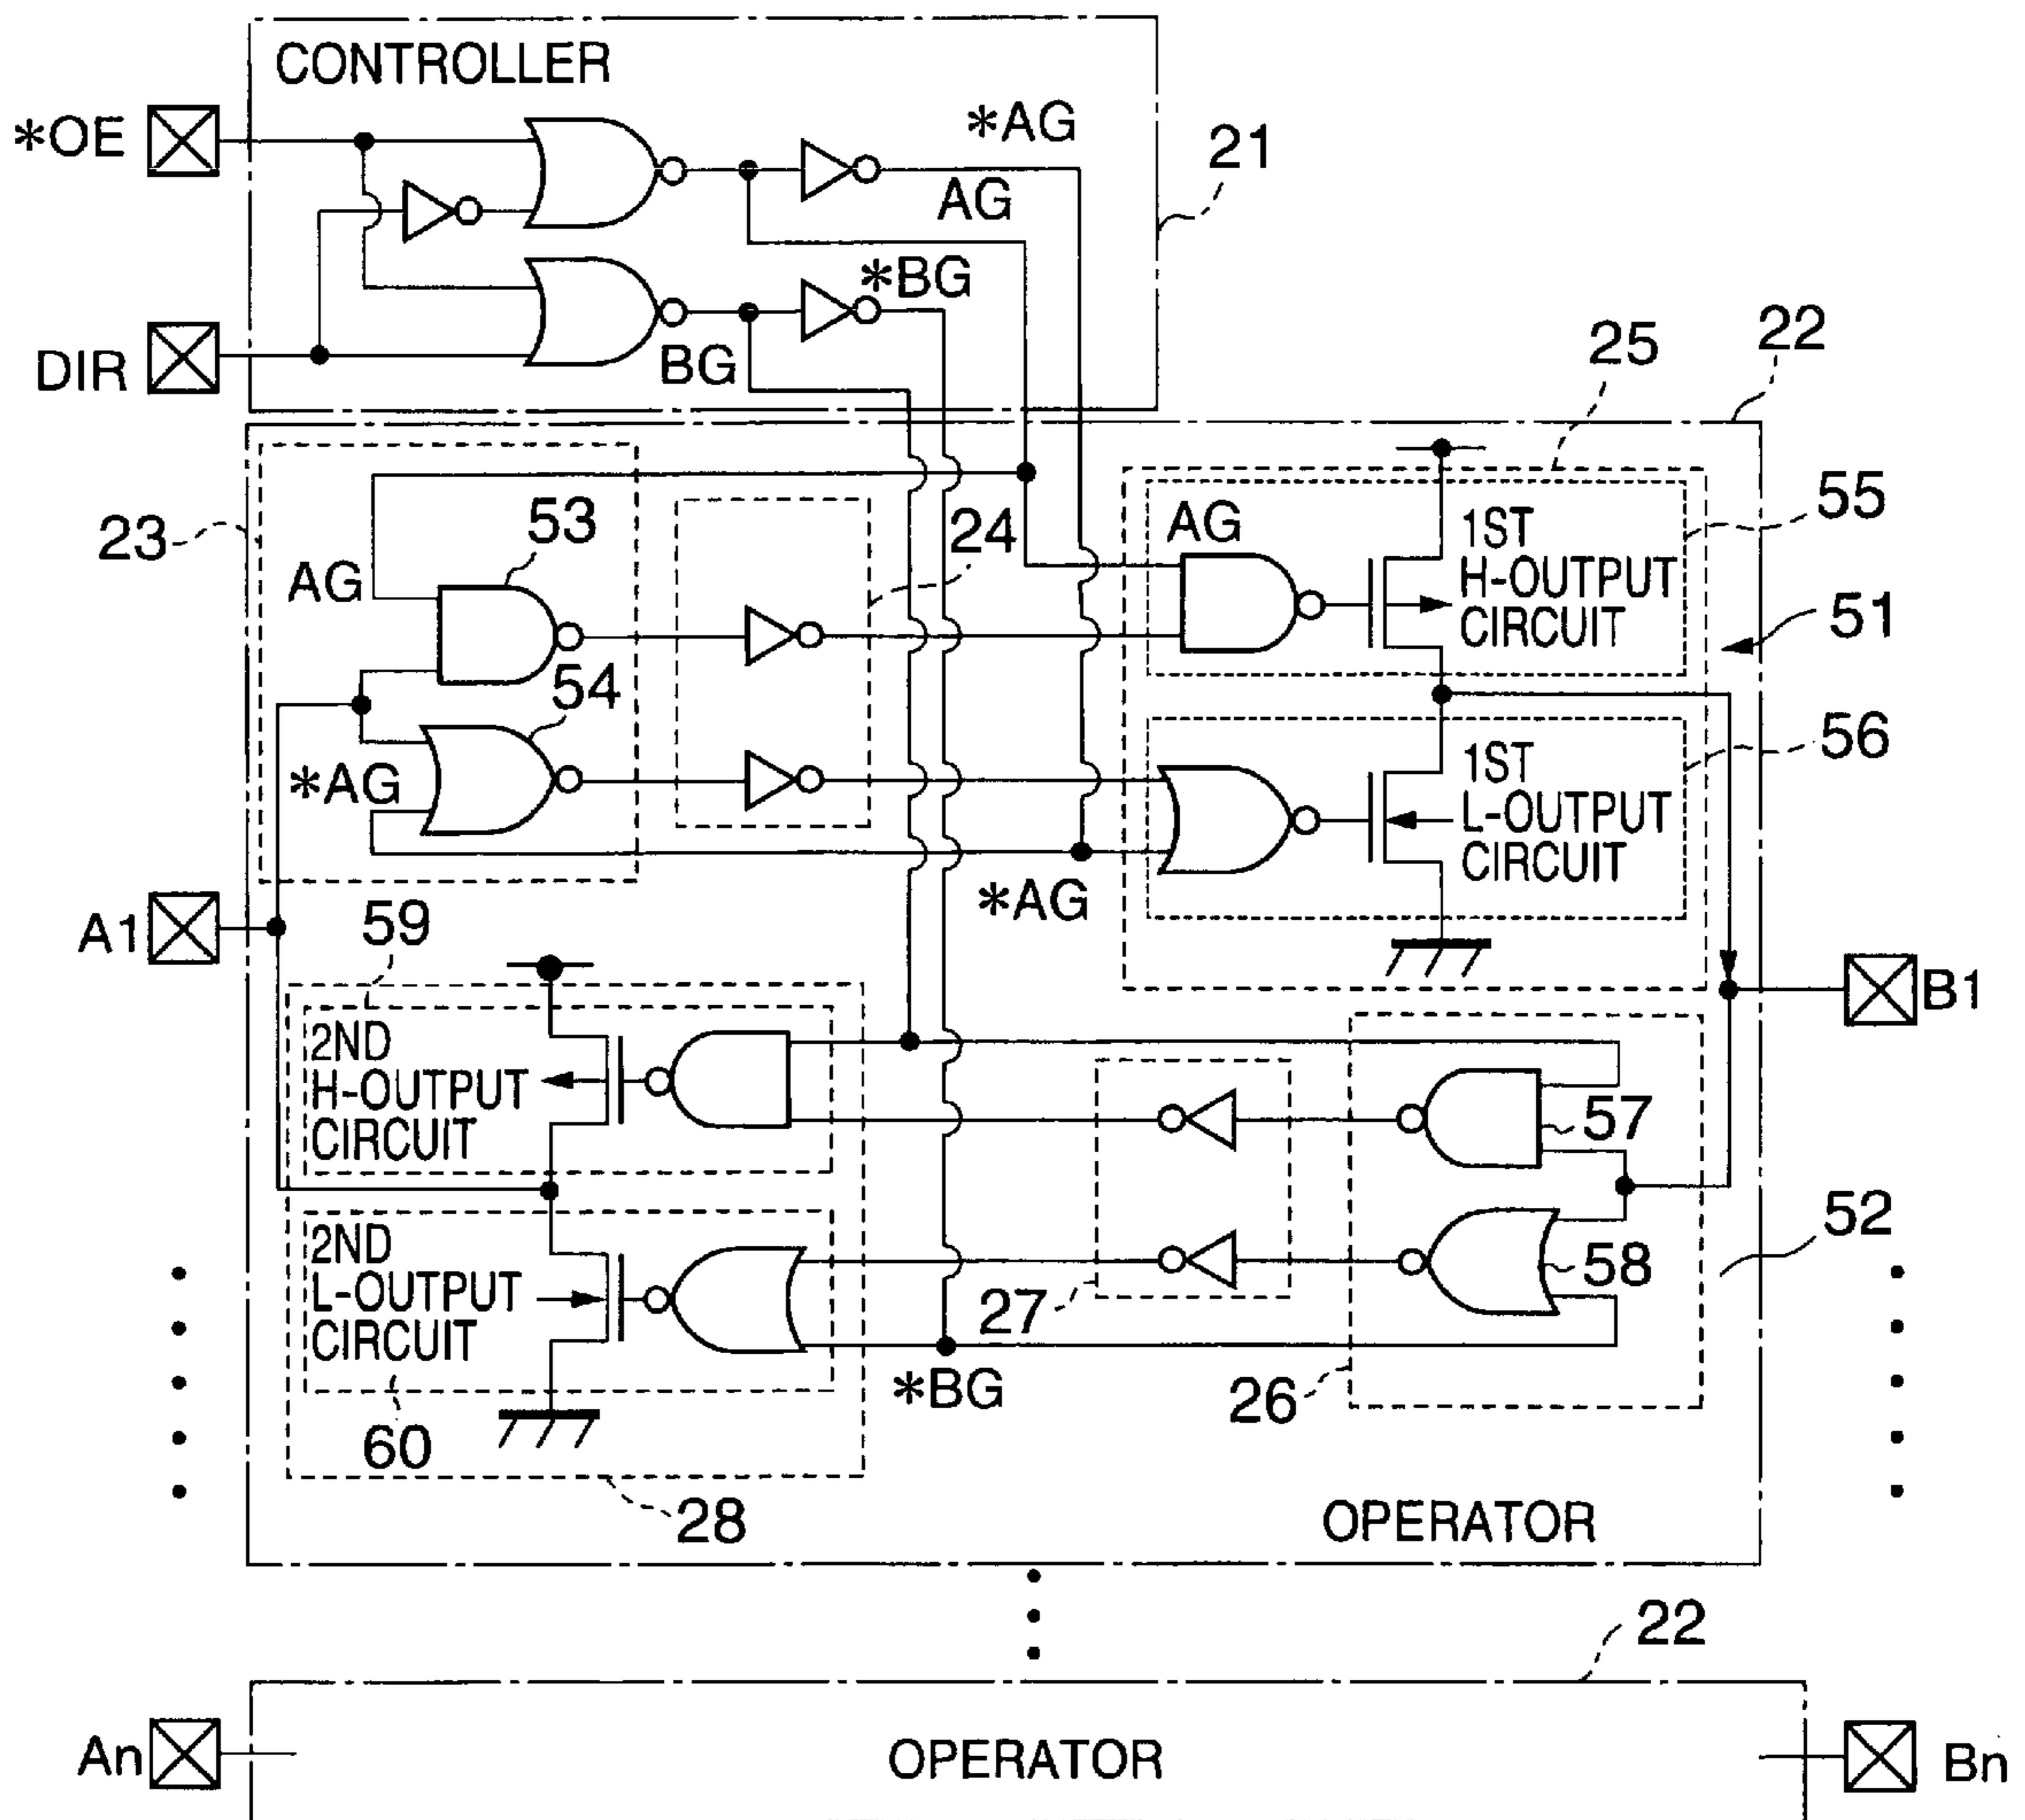 CONTROLLER
*OE
*AG
21
AG
*BG
DIR
BG
25
22
23
53
24
AG
1ST
H-OUTPUT
CIRCUIT
55
AG
51
54
*AG
1ST
L-OUTPUT
CIRCUIT
56
*AG
A1
59
B1
2ND
H-OUTPUT
CIRCUIT
57
52
2ND
L-OUTPUT
CIRCUIT
58
27
*BG
26
60
28
OPERATOR
22
An
OPERATOR
Bn